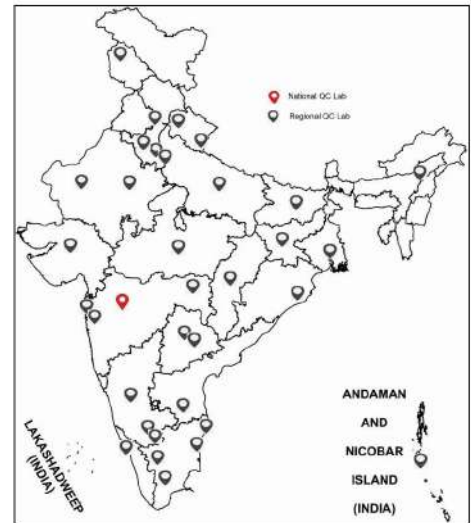 National QC Lab
Regional QC Lab
ANDAMAN
AND
NICOBAR
ISLAND
(INDIA)
LAKASHADWEEP
(INDIA)